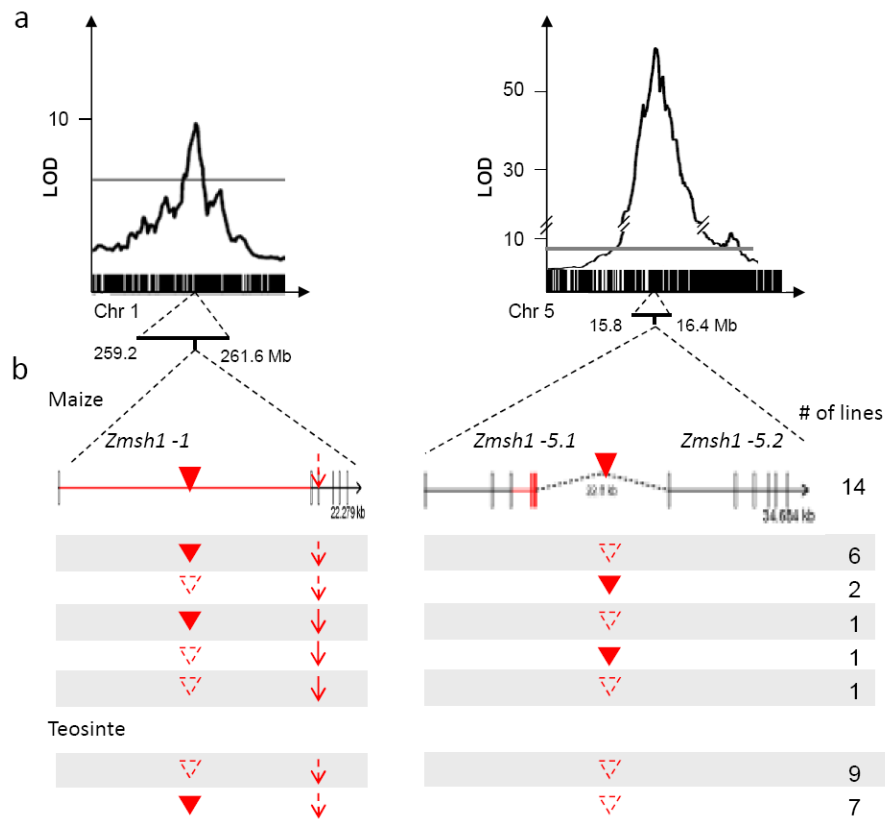 a
10
LOD
Chr 1
259.2
261.6 Mb
50
30
10
LOD
Chr 5
15.8
16.4 Mb
b
Maize
# of lines
Zmsh1 -1
Zmsh1 -5.1
Zmsh1 -5.2
22.279 kb
34.684 kb
14
6
2
1
1
1
Teosinte
9
7